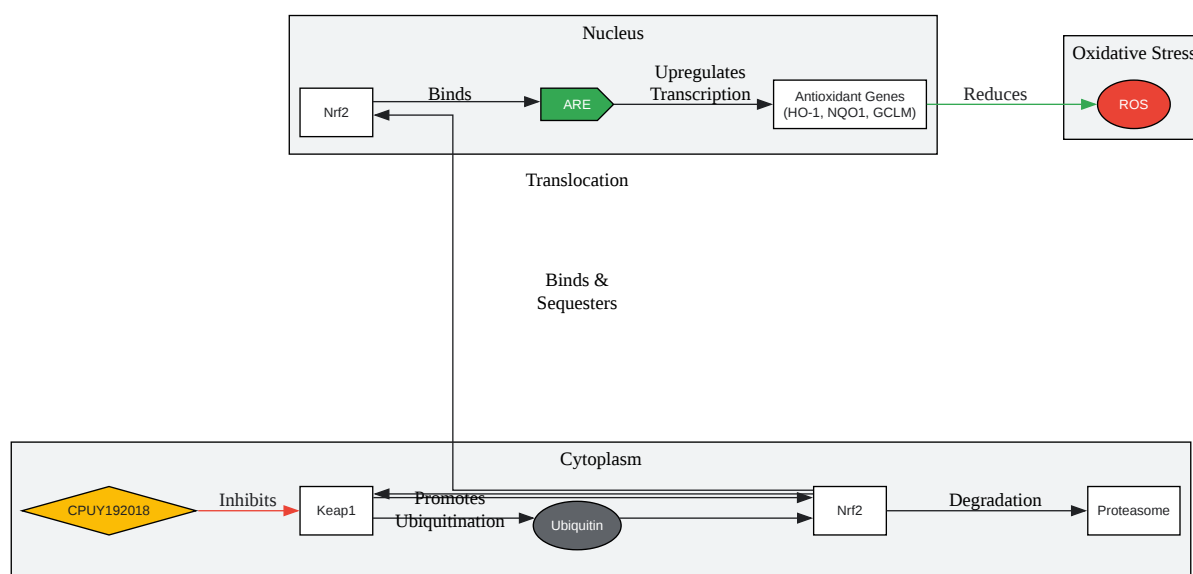 Nucleus
Oxidative Stress
Upregulates
Transcription
Binds
Nrf2
ARE
Antioxidant Genes
(HO-1, NQO1, GCLM)
Reduces
ROS
Translocation
Binds &
Sequesters
Cytoplasm
CPUY192018
Inhibits
Keap1
Promotes
Ubiquitination
Ubiquitin
Nrf2
Degradation
Proteasome